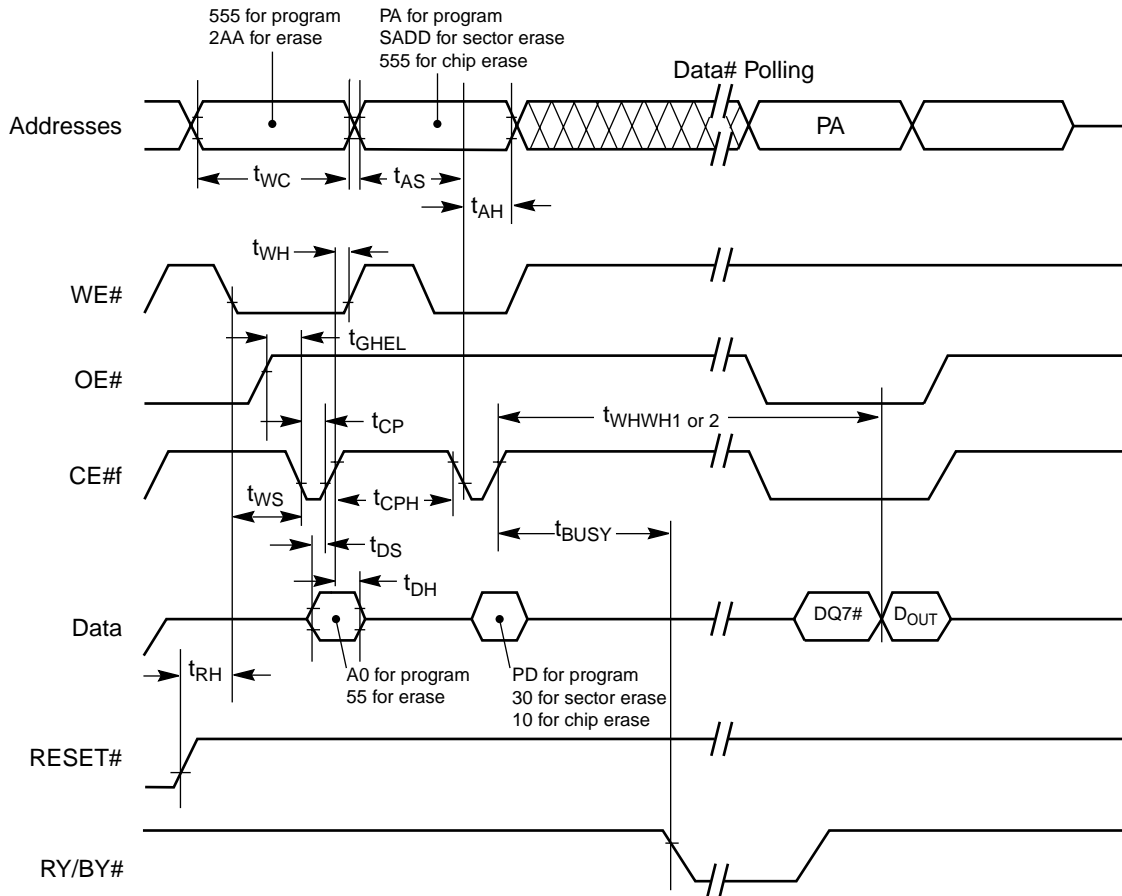 555 for program
2AA for erase
PA for program
SADD for sector erase
555 for chip erase
Data# Polling
Addresses
PA
tWC
tAS
tAH
tWH
WE#
tGHEL
OE#
tWHWH1 or 2
tCP
CE#f
tWS
tCPH
tBUSY
tDS
tDH
Data
DQ7#
DOUT
tRH
A0 for program
55 for erase
PD for program
30 for sector erase
10 for chip erase
RESET#
RY/BY#